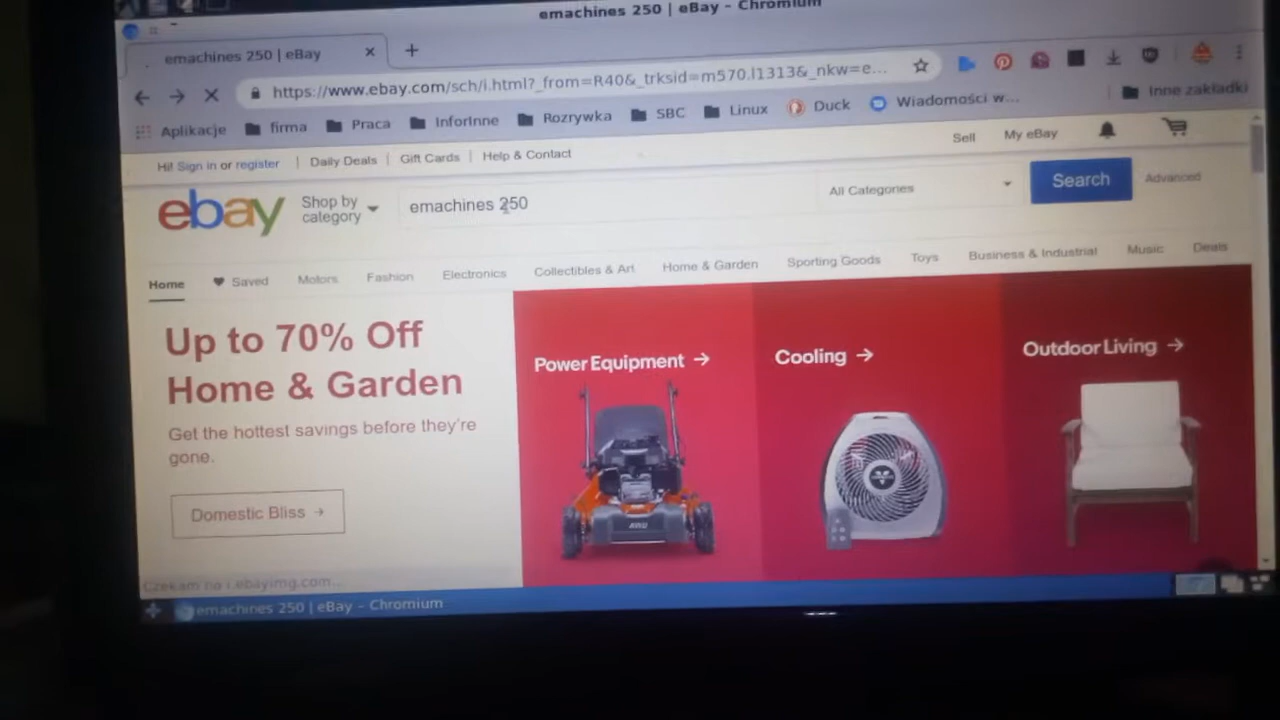 emachines 250 | eBay - Chromium
emachines 250 | eBay
https://www.ebay.com/sch/i.html?_from=R40&_trksid=m570.l1313&_nkw=e...
Aplikacje firma Praca InforInne Rozrywka SBC Linux Duck Wiadomości w... Inne zakładki
Hi! Sign in or register | Daily Deals | Gift Cards | Help & Contact Sell My eBay
ebay Shop by category emachines 250 All Categories Search Advanced
Home Saved Motors Fashion Electronics Collectibles & Art Home & Garden Sporting Goods Toys Business & Industrial Music Deals
Up to 70% Off
Home & Garden
Get the hottest savings before they're
gone.
Domestic Bliss →
Power Equipment →
Cooling →
Outdoor Living →
Czekam na i.ebayimg.com...
emachines 250 | eBay - Chromium